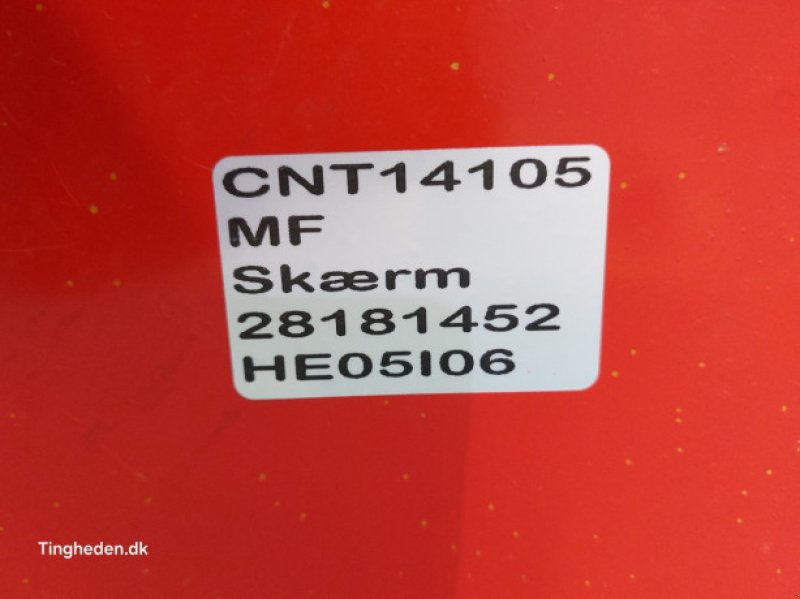 CNT14105
MF
Skærm
28181452
HE05I06
Tingheden.dk